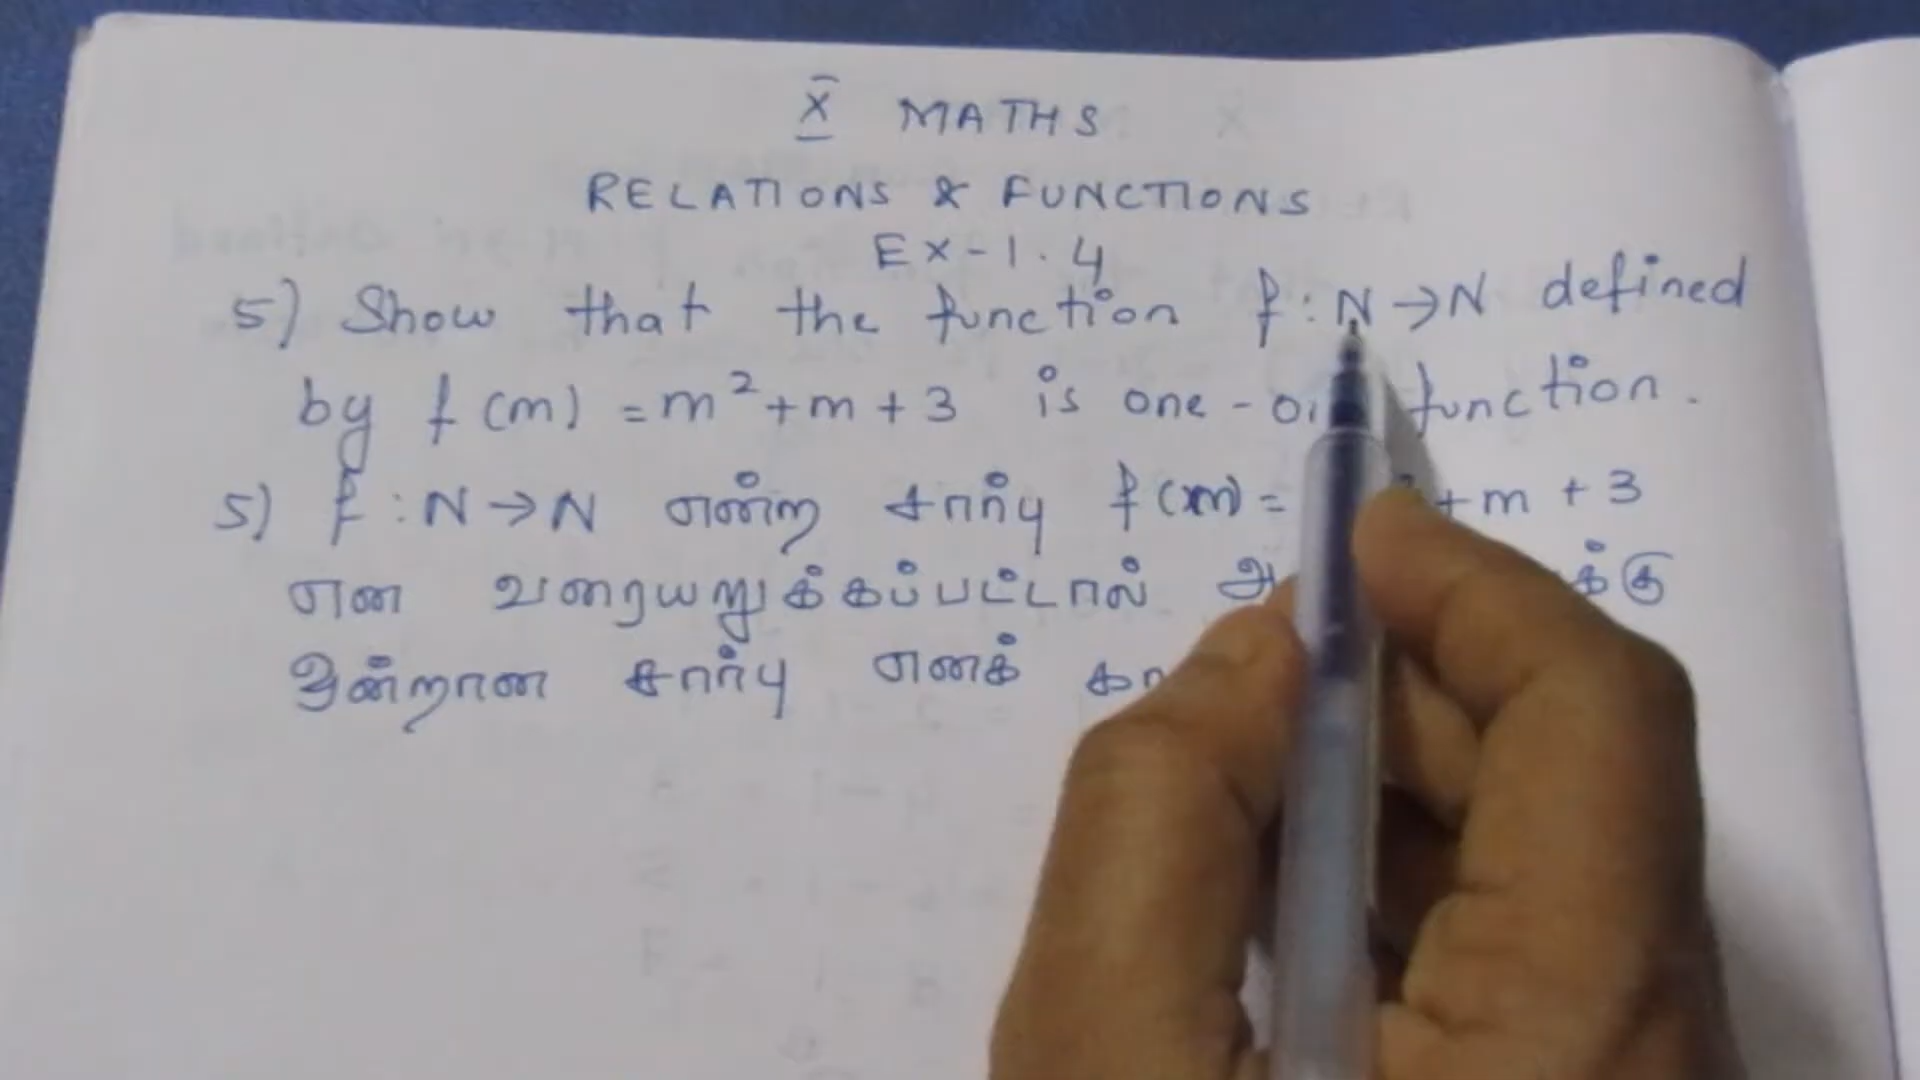 X MATHS
RELATIONS & FUNCTIONS
Ex-1.4
5) Show that the function f : N → N defined
by f (m) = m² + m + 3 is one - function.
5) f : N → N என்ற சார்பு f (m) = + m + 3
என வரையறுக்கப்பட்டால்
ஒன்றான சார்பு எனக்